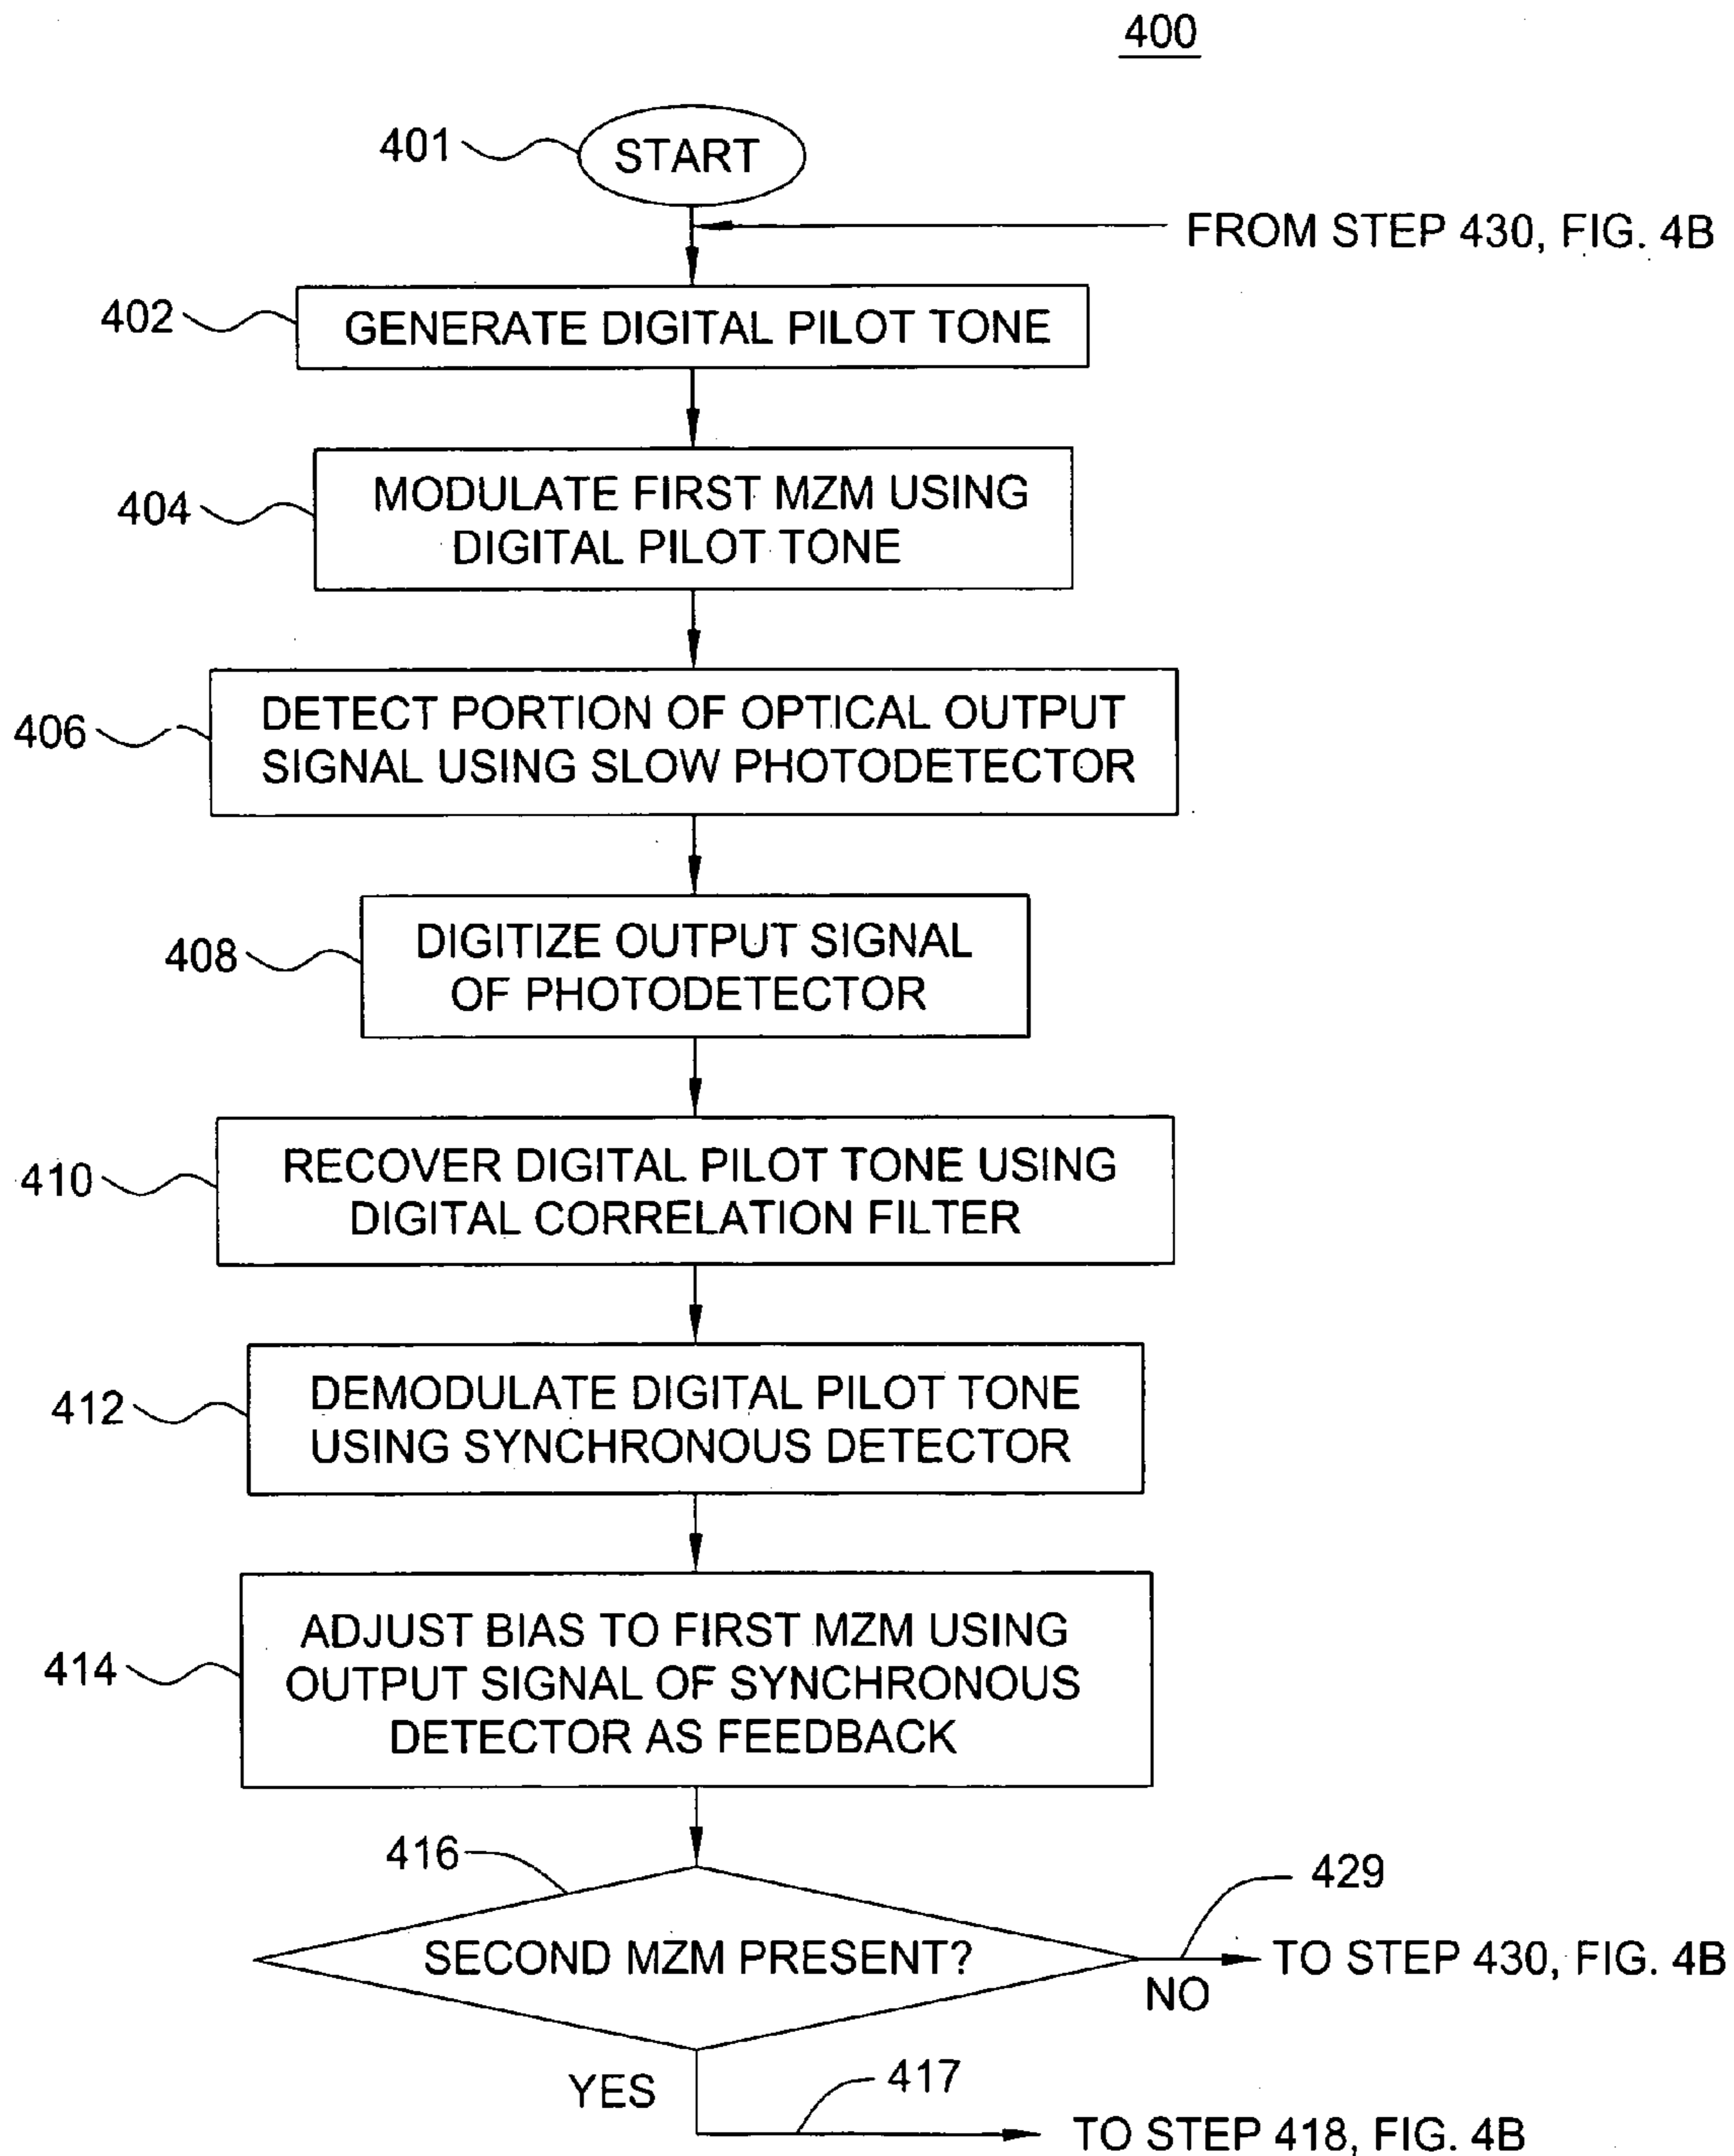 400
401
START
FROM STEP 430, FIG. 4B
402
GENERATE DIGITAL PILOT TONE
404
MODULATE FIRST MZM USING
DIGITAL PILOT TONE
406
DETECT PORTION OF OPTICAL OUTPUT
SIGNAL USING SLOW PHOTODETECTOR
408
DIGITIZE OUTPUT SIGNAL
OF PHOTODETECTOR
410
RECOVER DIGITAL PILOT TONE USING
DIGITAL CORRELATION FILTER
412
DEMODULATE DIGITAL PILOT TONE
USING SYNCHRONOUS DETECTOR
414
ADJUST BIAS TO FIRST MZM USING
OUTPUT SIGNAL OF SYNCHRONOUS
DETECTOR AS FEEDBACK
416
429
SECOND MZM PRESENT?
TO STEP 430, FIG. 4B
NO
YES
417
TO STEP 418, FIG. 4B